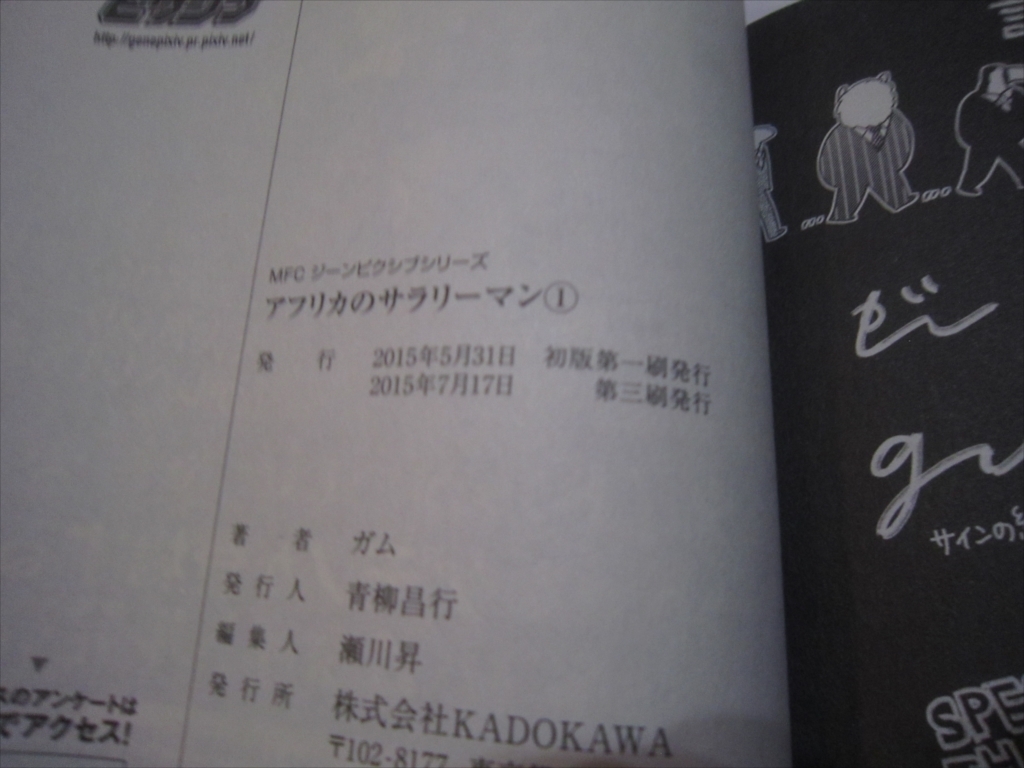 http://genepixiv.pr.pixiv.net/
MFC ジーンピクシブシリーズ
アフリカのサラリーマン①
発 行 2015年5月31日 初版第一刷発行
2015年7月17日 第三刷発行
著 者 ガム
発行人 青柳昌行
編集人 瀬川昇
発行所 株式会社KADOKAWA
〒102-8177
のアンケートは
でアクセス!
サインの
SPE